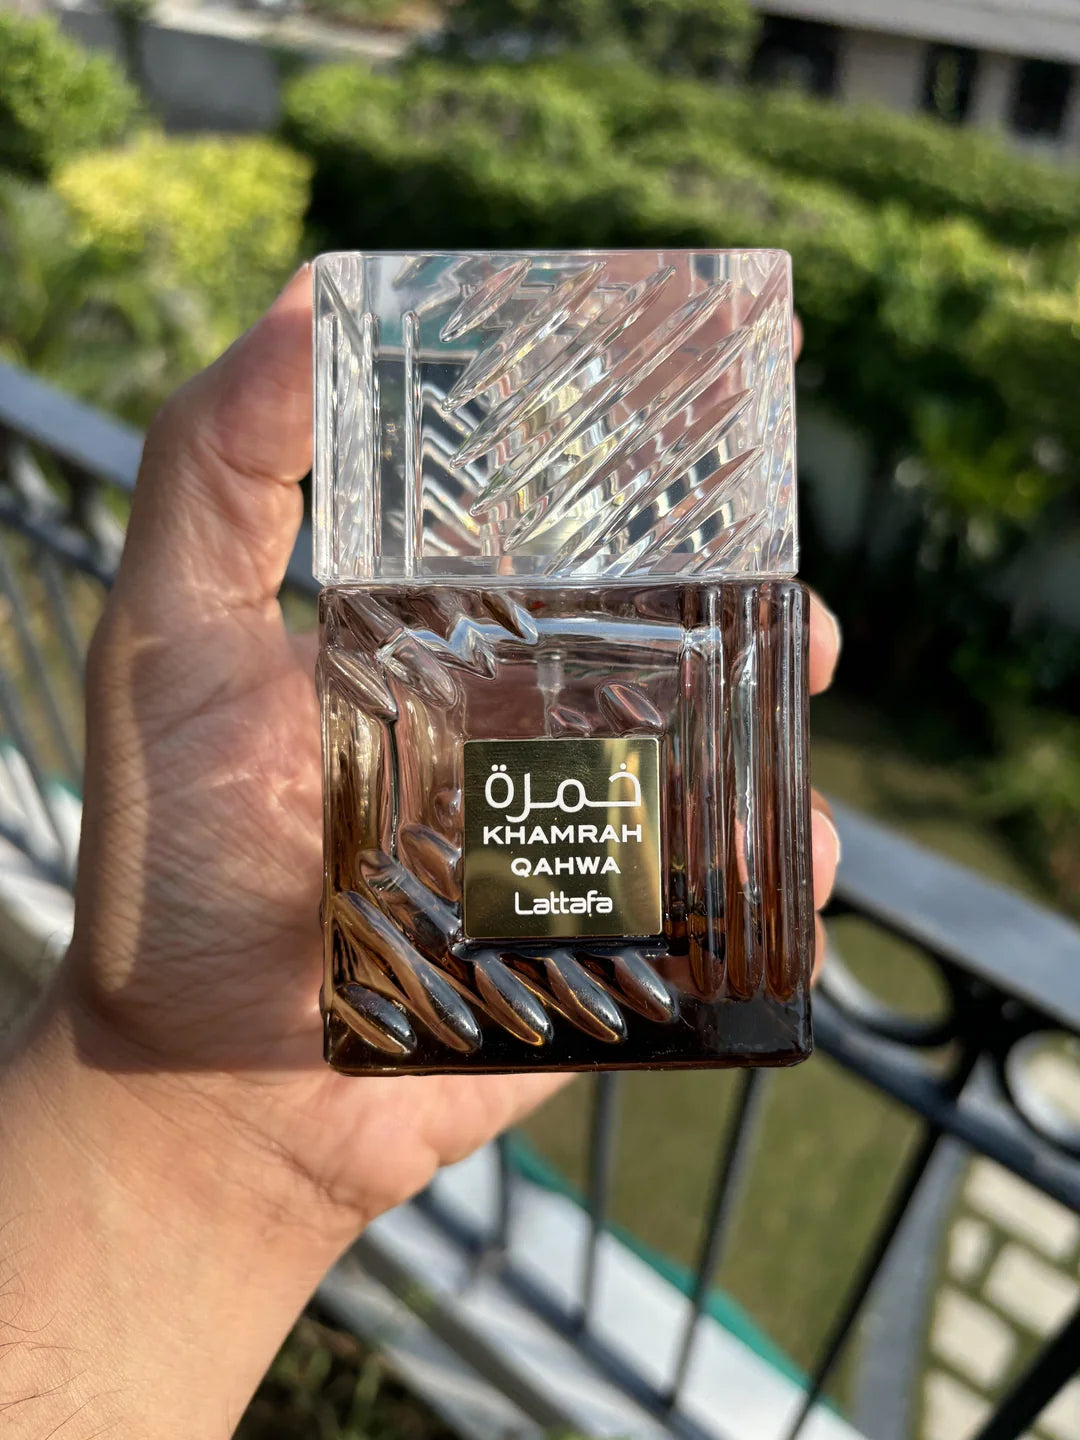 خمرة
KHAMRAH
QAHWA
Lattafa